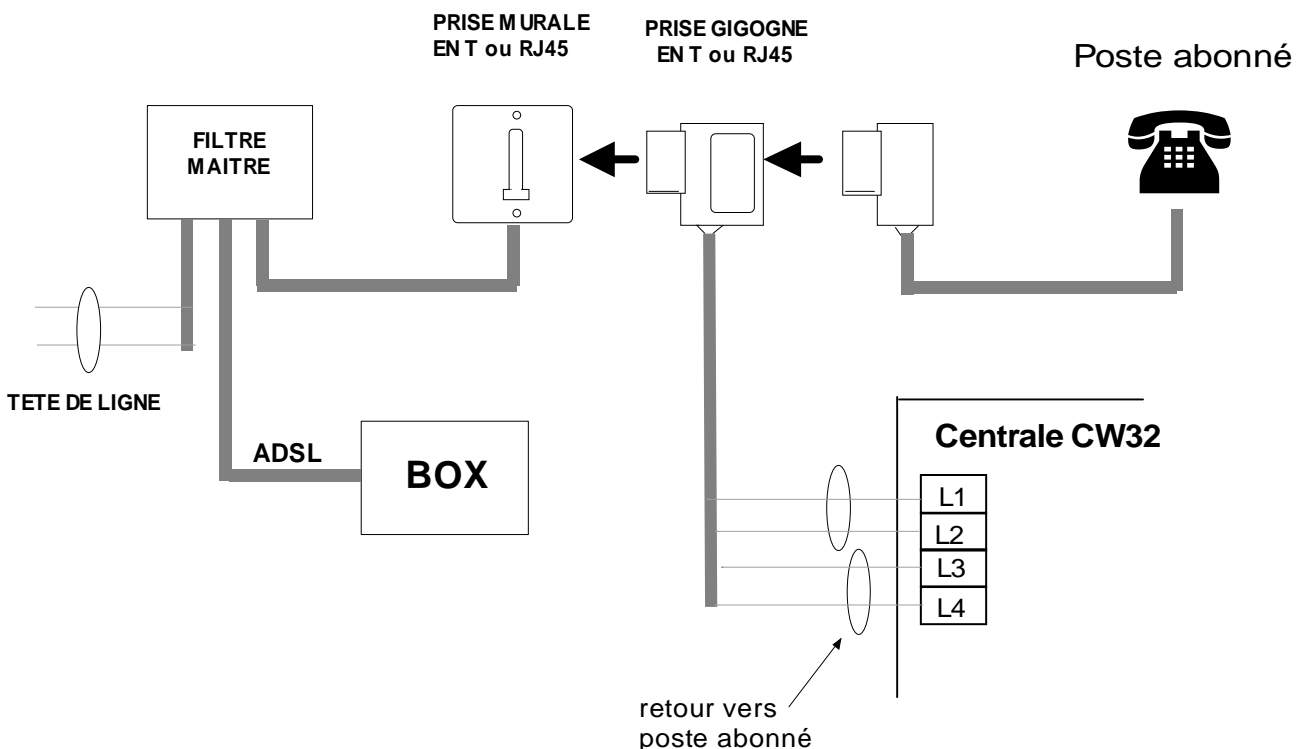 PRISE MURALE
EN T ou RJ45
PRISE GIGOGNE
EN T ou RJ45
Poste abonné
FILTRE
MAITRE
TETE DE LIGNE
ADSL
BOX
Centrale CW32
L1
L2
L3
L4
retour vers
poste abonné